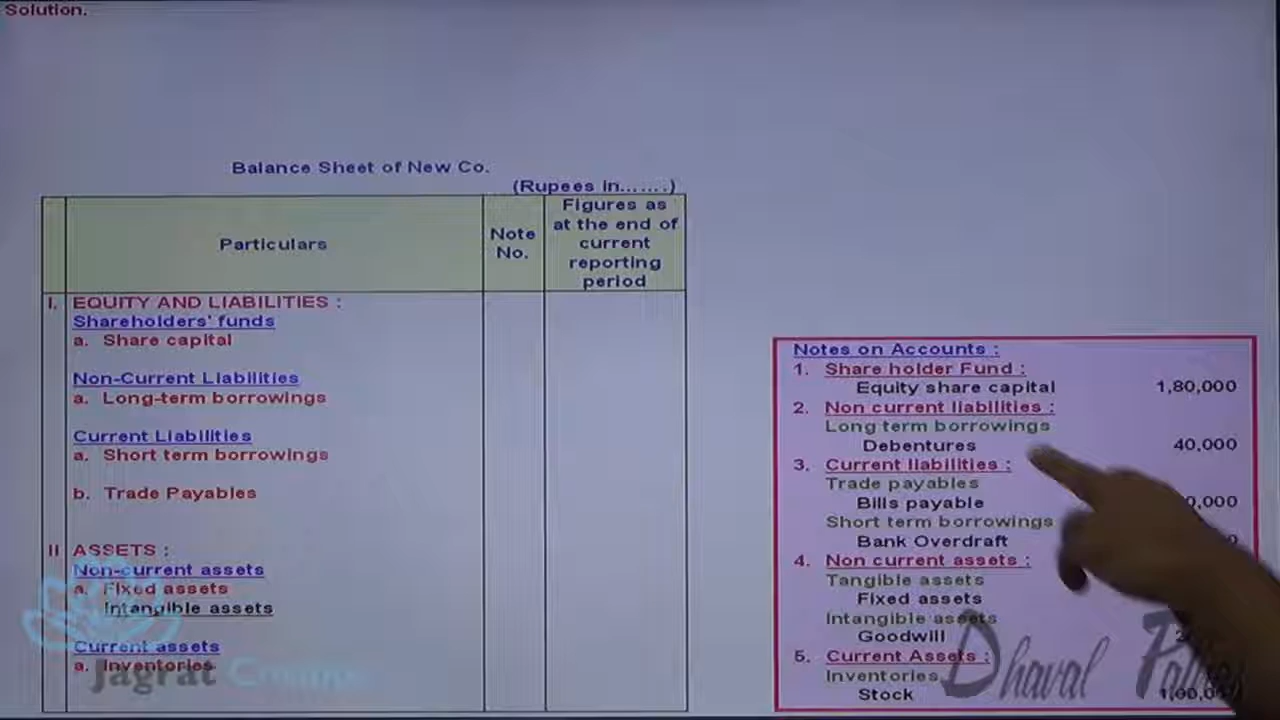 Solution.
Balance Sheet of New Co.
(Rupees in.......)
Particulars
Note No.
Figures as at the end of current reporting period
I. EQUITY AND LIABILITIES :
Shareholders' funds
a. Share capital
Non-Current Liabilities
a. Long-term borrowings
Current Liabilities
a. Short term borrowings
b. Trade Payables
II ASSETS :
Non-current assets
a. Fixed assets
Intangible assets
Current assets
a. Inventories
Notes on Accounts :
1. Share holder Fund :
Equity share capital 1,80,000
2. Non current liabilities :
Long term borrowings
Debentures 40,000
3. Current liabilities :
Trade payables
Bills payable
Short term borrowings
Bank Overdraft
4. Non current assets :
Tangible assets
Fixed assets
Intangible assets
Goodwill
5. Current Assets :
Inventories
Stock
Jagrat
Dhaval